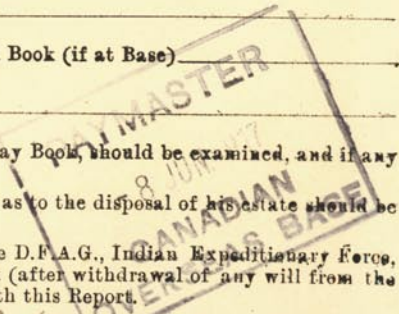 Book (if at Base)
PAYMASTER
ay Book, should be examined, and if any
8 JUN
as to the disposal of his estate should be
CANADIAN
e D.F.A.G., Indian Expeditionary Force,
(after withdrawal of any will from the
OVERSEAS BASE
th this Report.